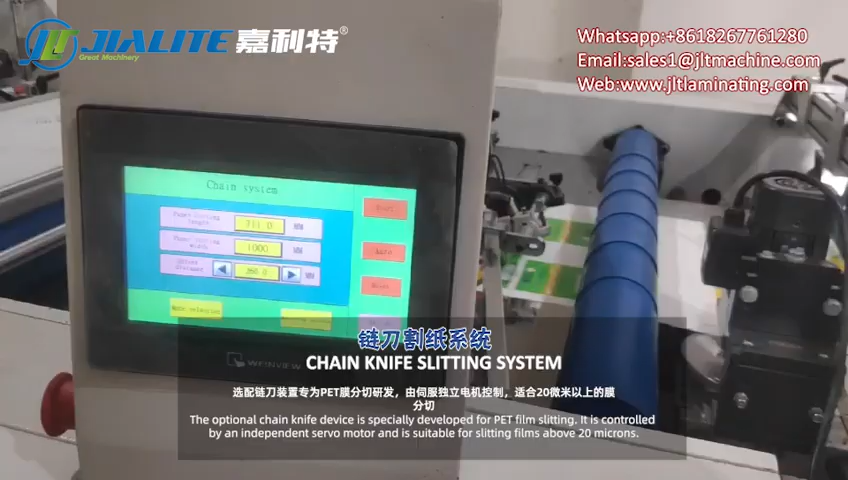 JIALITE 嘉利特®
Great Machinery
Whatsapp:+8618267761280
Email:sales1@jltmachine.com
Web:www.jltlaminating.com
Chain system
1000
WEINVIEW
链刀割纸系统
CHAIN KNIFE SLITTING SYSTEM
选配链刀装置专为PET膜分切研发，由伺服独立电机控制，适合20微米以上的膜
分切
The optional chain knife device is specially developed for PET film slitting. It is controlled
by an independent servo motor and is suitable for slitting films above 20 microns.